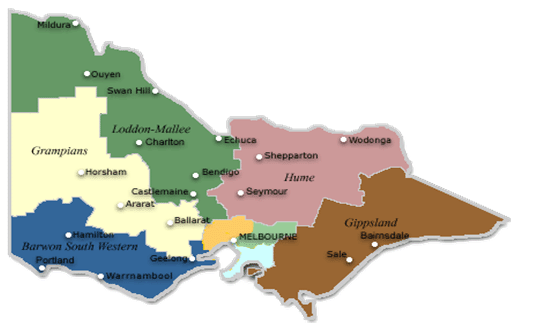 Mildura
Ouyen
Swan Hill
Loddon-Mallee
Charlton
Echuca
Wodonga
Grampians
Shepparton
Horsham
Bendigo
Hume
Castlemaine
Seymour
Ararat
Ballarat
Gippsland
Hamilton
MELBOURNE
Bairnsdale
Barwon South Western
Geelong
Sale
Portland
Warrnambool